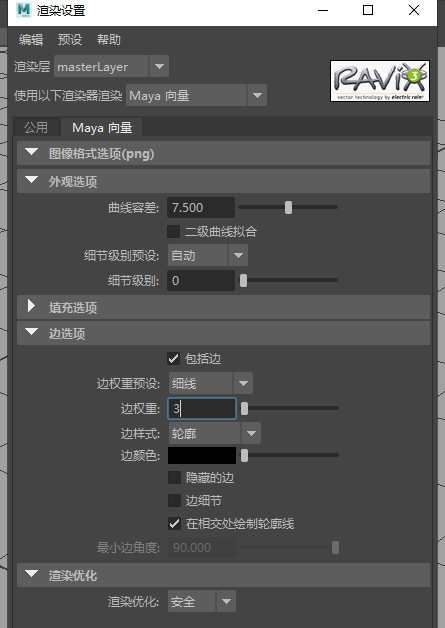 渲染设置
编辑 预设 帮助
渲染层 masterLayer
使用以下渲染器渲染 Maya 向量
RAVIX 3
vector technology by electric rain
公用 Maya 向量
图像格式选项(png)
外观选项
曲线容差: 7.500
二级曲线拟合
细节级别预设: 自动
细节级别: 0
填充选项
边选项
包括边
边权重预设: 细线
边权重: 3
边样式: 轮廓
边颜色:
隐藏的边
边细节
在相交处绘制轮廓线
最小边角度: 90.000
渲染优化
渲染优化: 安全